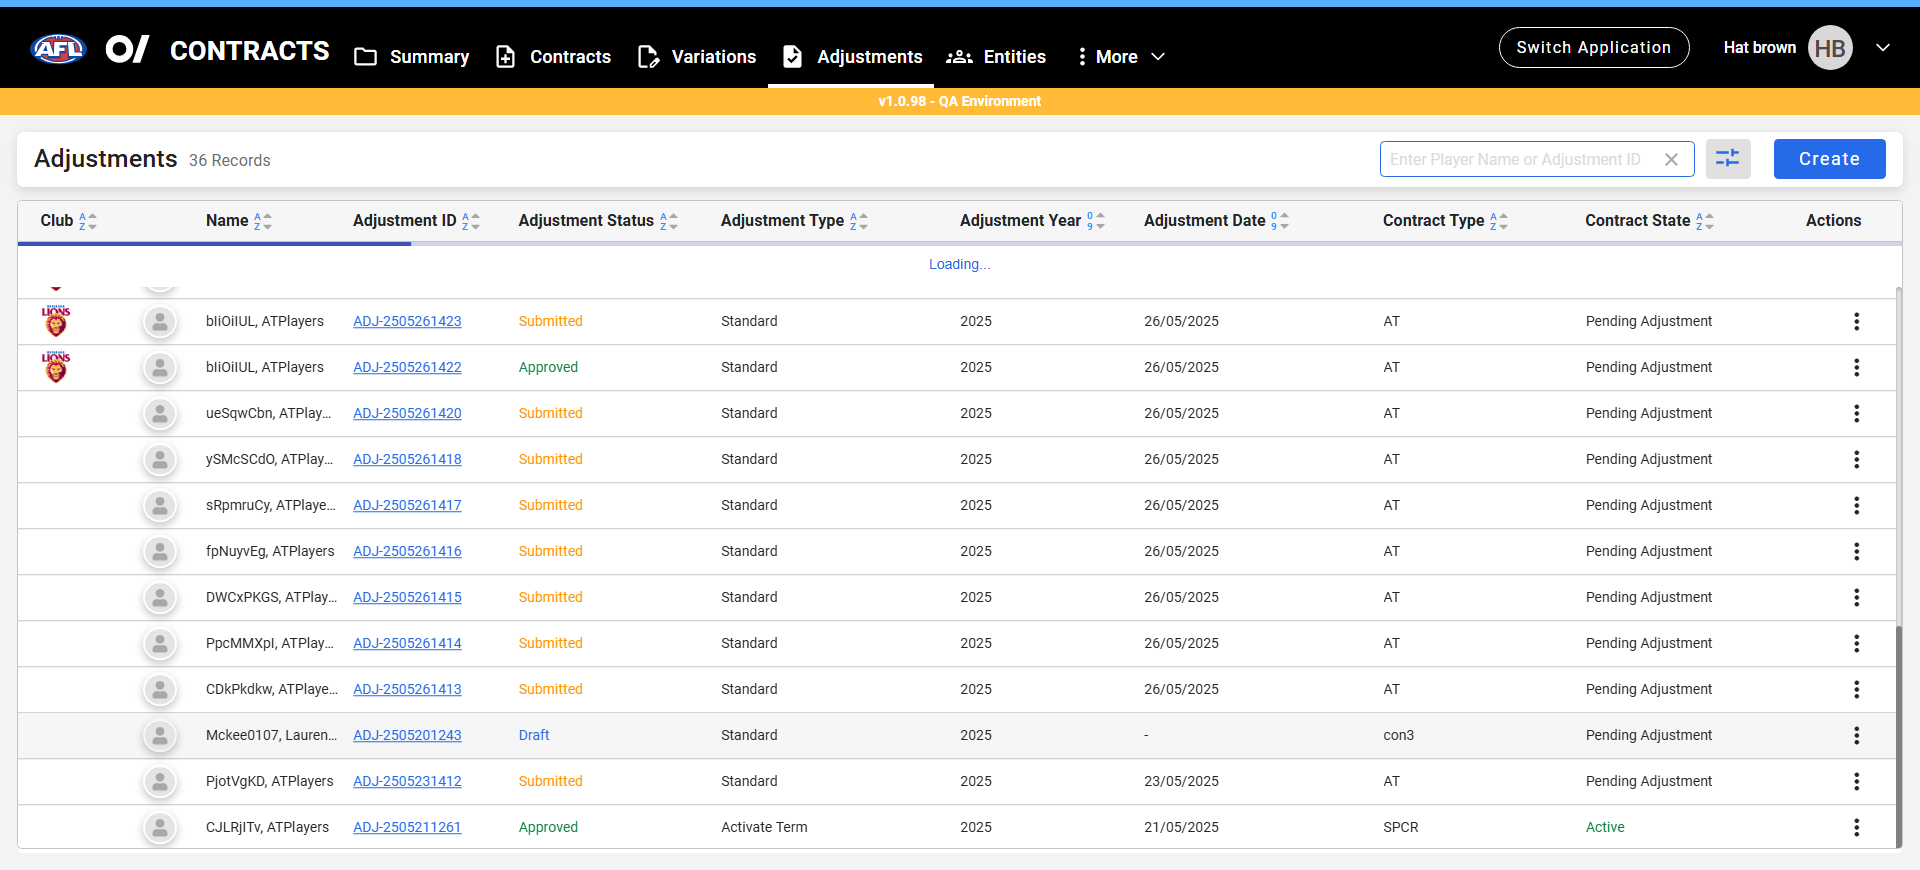 AFL CONTRACTS Summary Contracts Variations Adjustments Entities More Switch Application Hat brown HB
v1.0.98 - QA Environment
Adjustments 36 Records Enter Player Name or Adjustment ID Create
Club Name Adjustment ID Adjustment Status Adjustment Type Adjustment Year Adjustment Date Contract Type Contract State Actions
Loading...
LIONS bIiOiIUL, ATPlayers ADJ-2505261423 Submitted Standard 2025 26/05/2025 AT Pending Adjustment
LIONS bIiOiIUL, ATPlayers ADJ-2505261422 Approved Standard 2025 26/05/2025 AT Pending Adjustment
ueSqwCbn, ATPlay... ADJ-2505261420 Submitted Standard 2025 26/05/2025 AT Pending Adjustment
ySMcSCdO, ATPlay... ADJ-2505261418 Submitted Standard 2025 26/05/2025 AT Pending Adjustment
sRpmruCy, ATPlaye... ADJ-2505261417 Submitted Standard 2025 26/05/2025 AT Pending Adjustment
fpNuyvEg, ATPlayers ADJ-2505261416 Submitted Standard 2025 26/05/2025 AT Pending Adjustment
DWCxPKGS, ATPlay... ADJ-2505261415 Submitted Standard 2025 26/05/2025 AT Pending Adjustment
PpcMMXpI, ATPlay... ADJ-2505261414 Submitted Standard 2025 26/05/2025 AT Pending Adjustment
CDkPkdkw, ATPlaye... ADJ-2505261413 Submitted Standard 2025 26/05/2025 AT Pending Adjustment
Mckee0107, Lauren... ADJ-2505201243 Draft Standard 2025 - con3 Pending Adjustment
PjotVgKD, ATPlayers ADJ-2505231412 Submitted Standard 2025 23/05/2025 AT Pending Adjustment
CJLRjITv, ATPlayers ADJ-2505211261 Approved Activate Term 2025 21/05/2025 SPCR Active